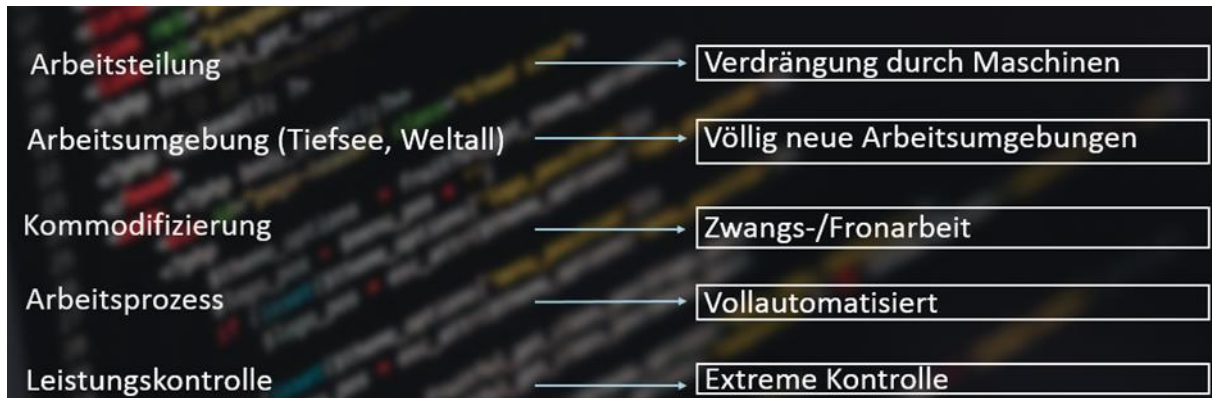 Arbeitsteilung Verdrängung durch Maschinen
Arbeitsumgebung (Tiefsee, Weltall) Völlig neue Arbeitsumgebungen
Kommodifizierung Zwangs-/Fronarbeit
Arbeitsprozess Vollautomatisiert
Leistungskontrolle Extreme Kontrolle